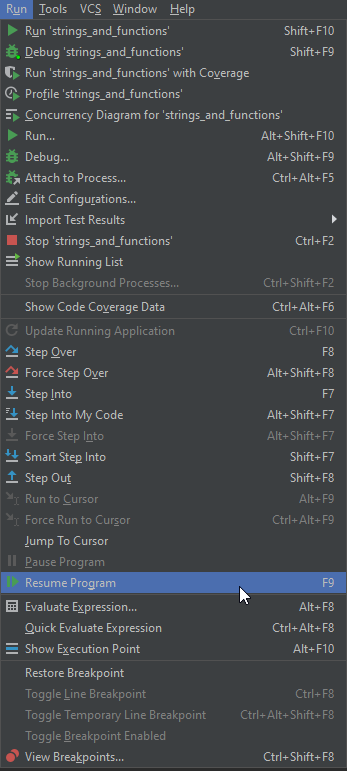 Run Tools VCS Window Help
Run 'strings_and_functions' Shift+F10
Debug 'strings_and_functions' Shift+F9
Run 'strings_and_functions' with Coverage
Profile 'strings_and_functions'
Concurrency Diagram for 'strings_and_functions'
Run... Alt+Shift+F10
Debug... Alt+Shift+F9
Attach to Process... Ctrl+Alt+F5
Edit Configurations...
Import Test Results
Stop 'strings_and_functions' Ctrl+F2
Show Running List
Stop Background Processes... Ctrl+Shift+F2
Show Code Coverage Data Ctrl+Alt+F6
Update Running Application Ctrl+F10
Step Over F8
Force Step Over Alt+Shift+F8
Step Into F7
Step Into My Code Alt+Shift+F7
Force Step Into Alt+Shift+F7
Smart Step Into Shift+F7
Step Out Shift+F8
Run to Cursor Alt+F9
Force Run to Cursor Ctrl+Alt+F9
Jump To Cursor
Pause Program
Resume Program F9
Evaluate Expression... Alt+F8
Quick Evaluate Expression Ctrl+Alt+F8
Show Execution Point Alt+F10
Restore Breakpoint
Toggle Line Breakpoint Ctrl+F8
Toggle Temporary Line Breakpoint Ctrl+Alt+Shift+F8
Toggle Breakpoint Enabled
View Breakpoints... Ctrl+Shift+F8